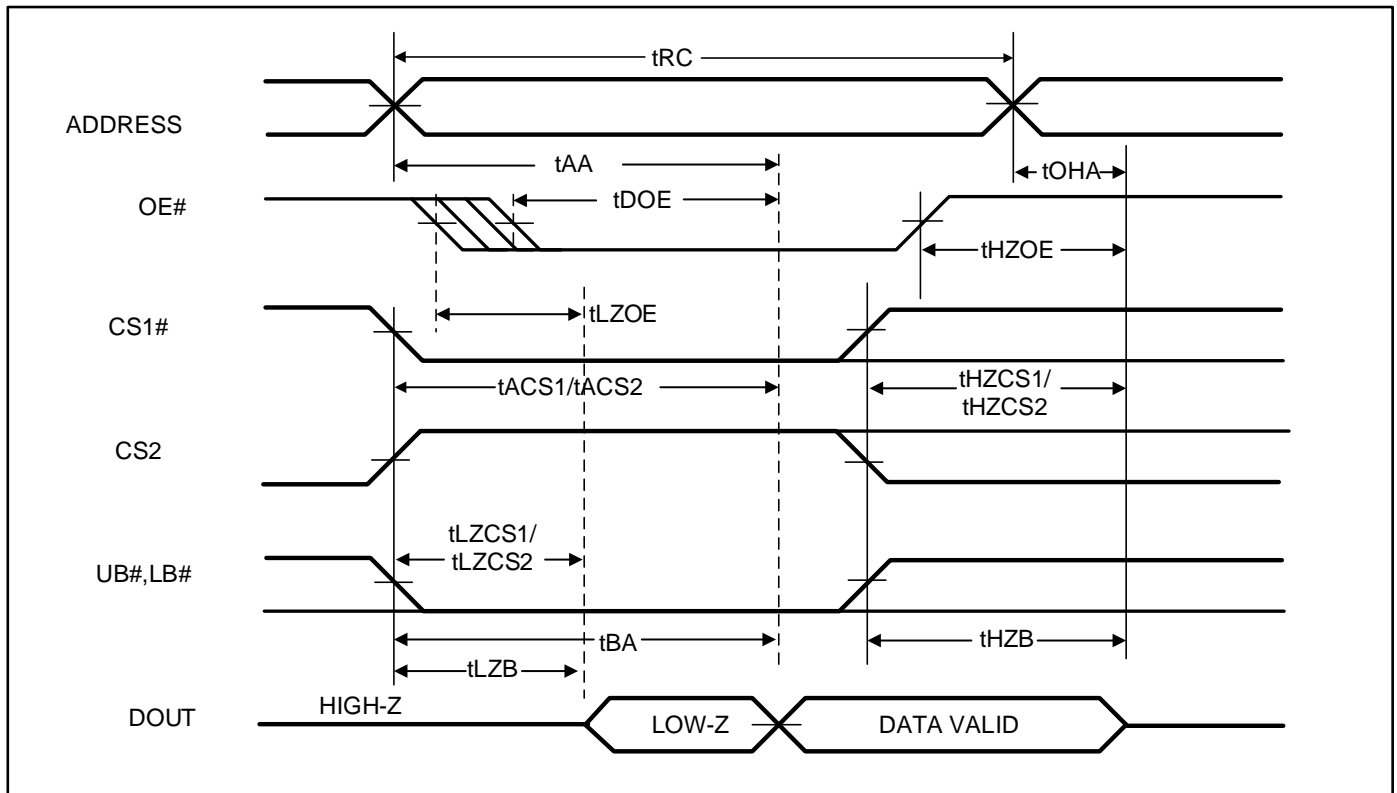 tRC
ADDRESS
tAA
tOHA
OE#
tDOE
tHZOE
tLZOE
CS1#
tACS1/tACS2
tHZCS1/
tHZCS2
CS2
tLZCS1/
tLZCS2
UB#,LB#
tBA
tHZB
tLZB
HIGH-Z
DOUT
LOW-Z
DATA VALID